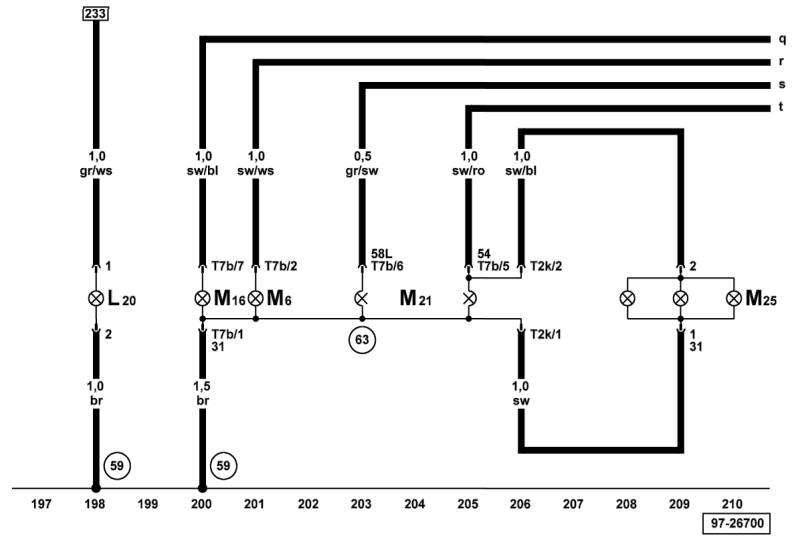 233
q
r
s
t
1,0
gr/ws
1,0
sw/bl
1,0
sw/ws
0,5
gr/sw
1,0
sw/ro
1,0
sw/bl
1
T7b/7
T7b/2
58L
T7b/6
54
T7b/5
T2k/2
2
L 20
M 16
M 6
M 21
M 25
2
T7b/1
31
63
T2k/1
1
31
1,0
br
1,5
br
1,0
sw
59
59
197 198 199 200 201 202 203 204 205 206 207 208 209 210
97-26700